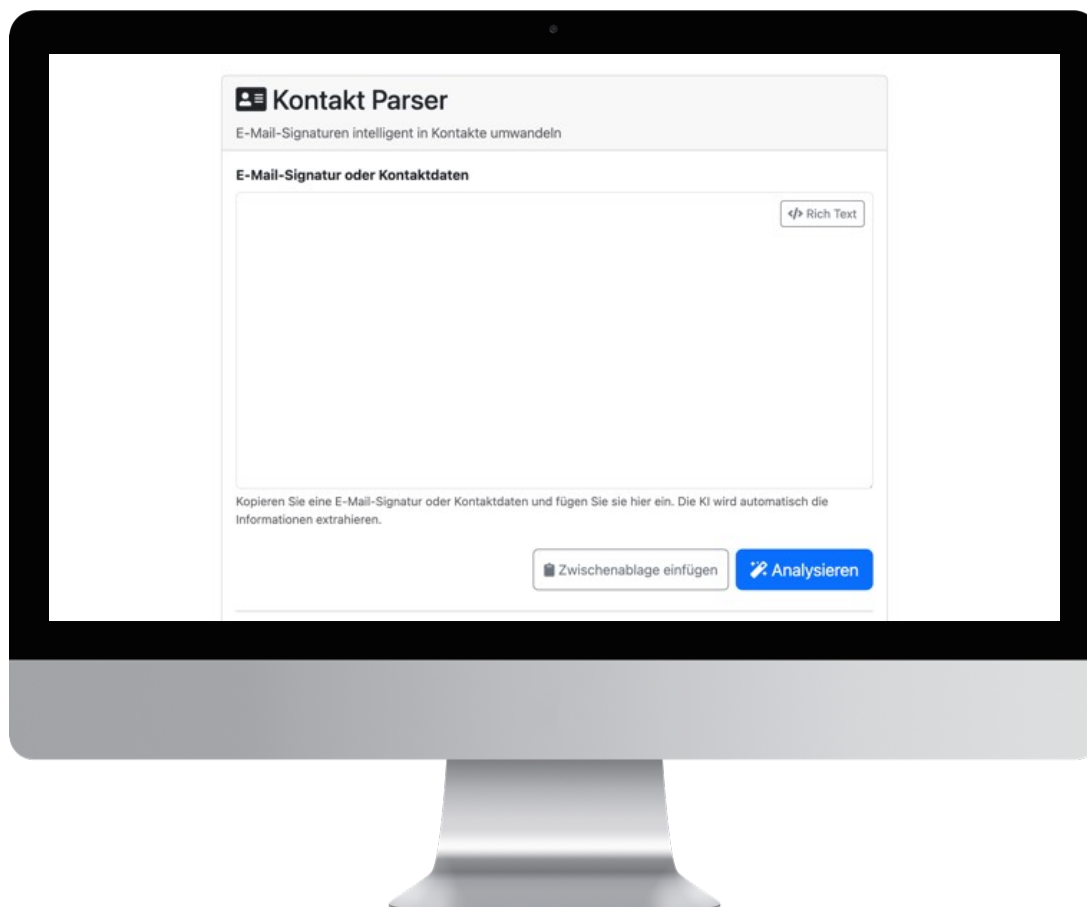 Kontakt Parser
E-Mail-Signaturen intelligent in Kontakte umwandeln
E-Mail-Signatur oder Kontaktdaten
</> Rich Text
Kopieren Sie eine E-Mail-Signatur oder Kontaktdaten und fügen Sie sie hier ein. Die KI wird automatisch die
Informationen extrahieren.
Zwischenablage einfügen
Analysieren